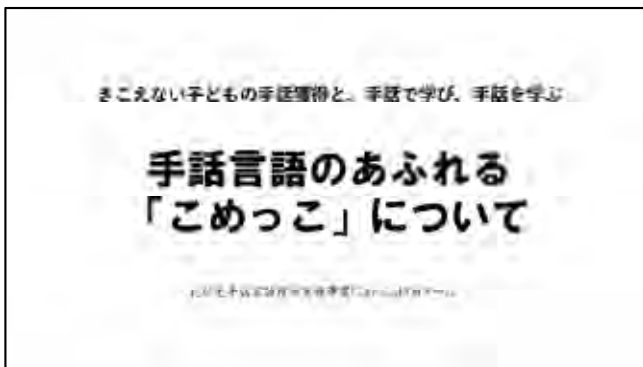 きこえない子どもの手話獲得と、手話で学び、手話を学ぶ
手話言語のあふれる
「こめっこ」について